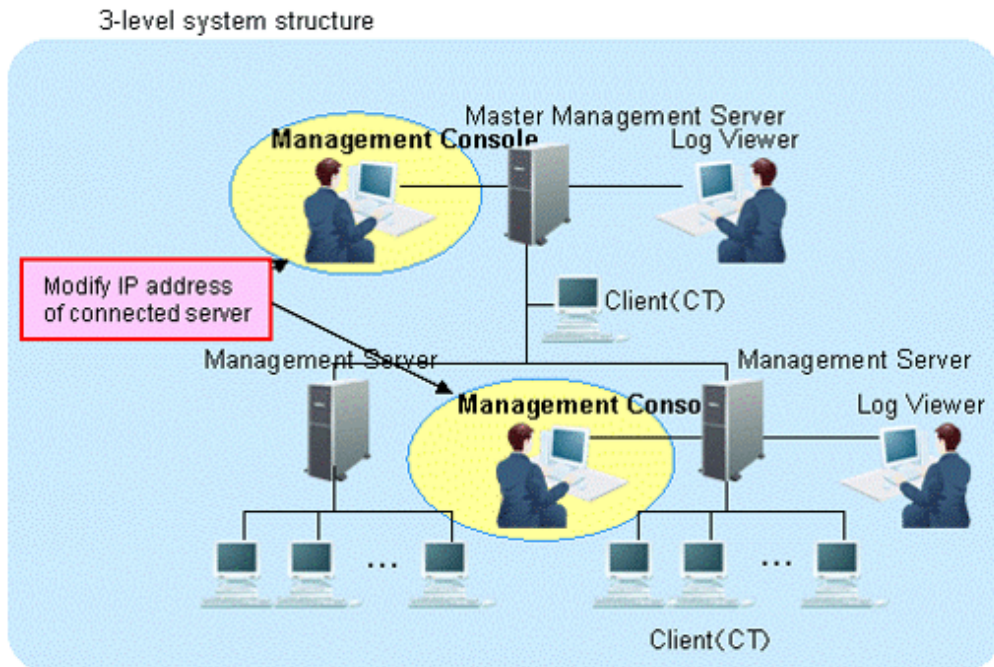 3-level system structure
Master Management Server
Management Console
Log Viewer
Modify IP address
of connected server
Client(CT)
Management Server
Management Server
Management Conso
Log Viewer
...
...
Client(CT)